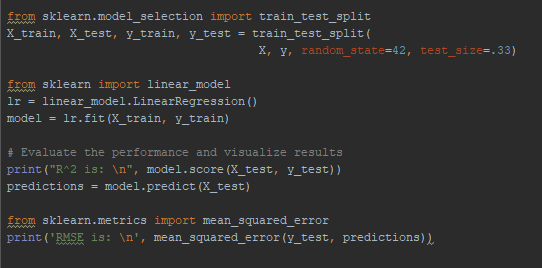 from sklearn.model_selection import train_test_split
X_train, X_test, y_train, y_test = train_test_split(
X, y, random_state=42, test_size=.33)
from sklearn import linear_model
lr = linear_model.LinearRegression()
model = lr.fit(X_train, y_train)
# Evaluate the performance and visualize results
print("R^2 is: \n", model.score(X_test, y_test))
predictions = model.predict(X_test)
from sklearn.metrics import mean_squared_error
print('RMSE is: \n', mean_squared_error(y_test, predictions))